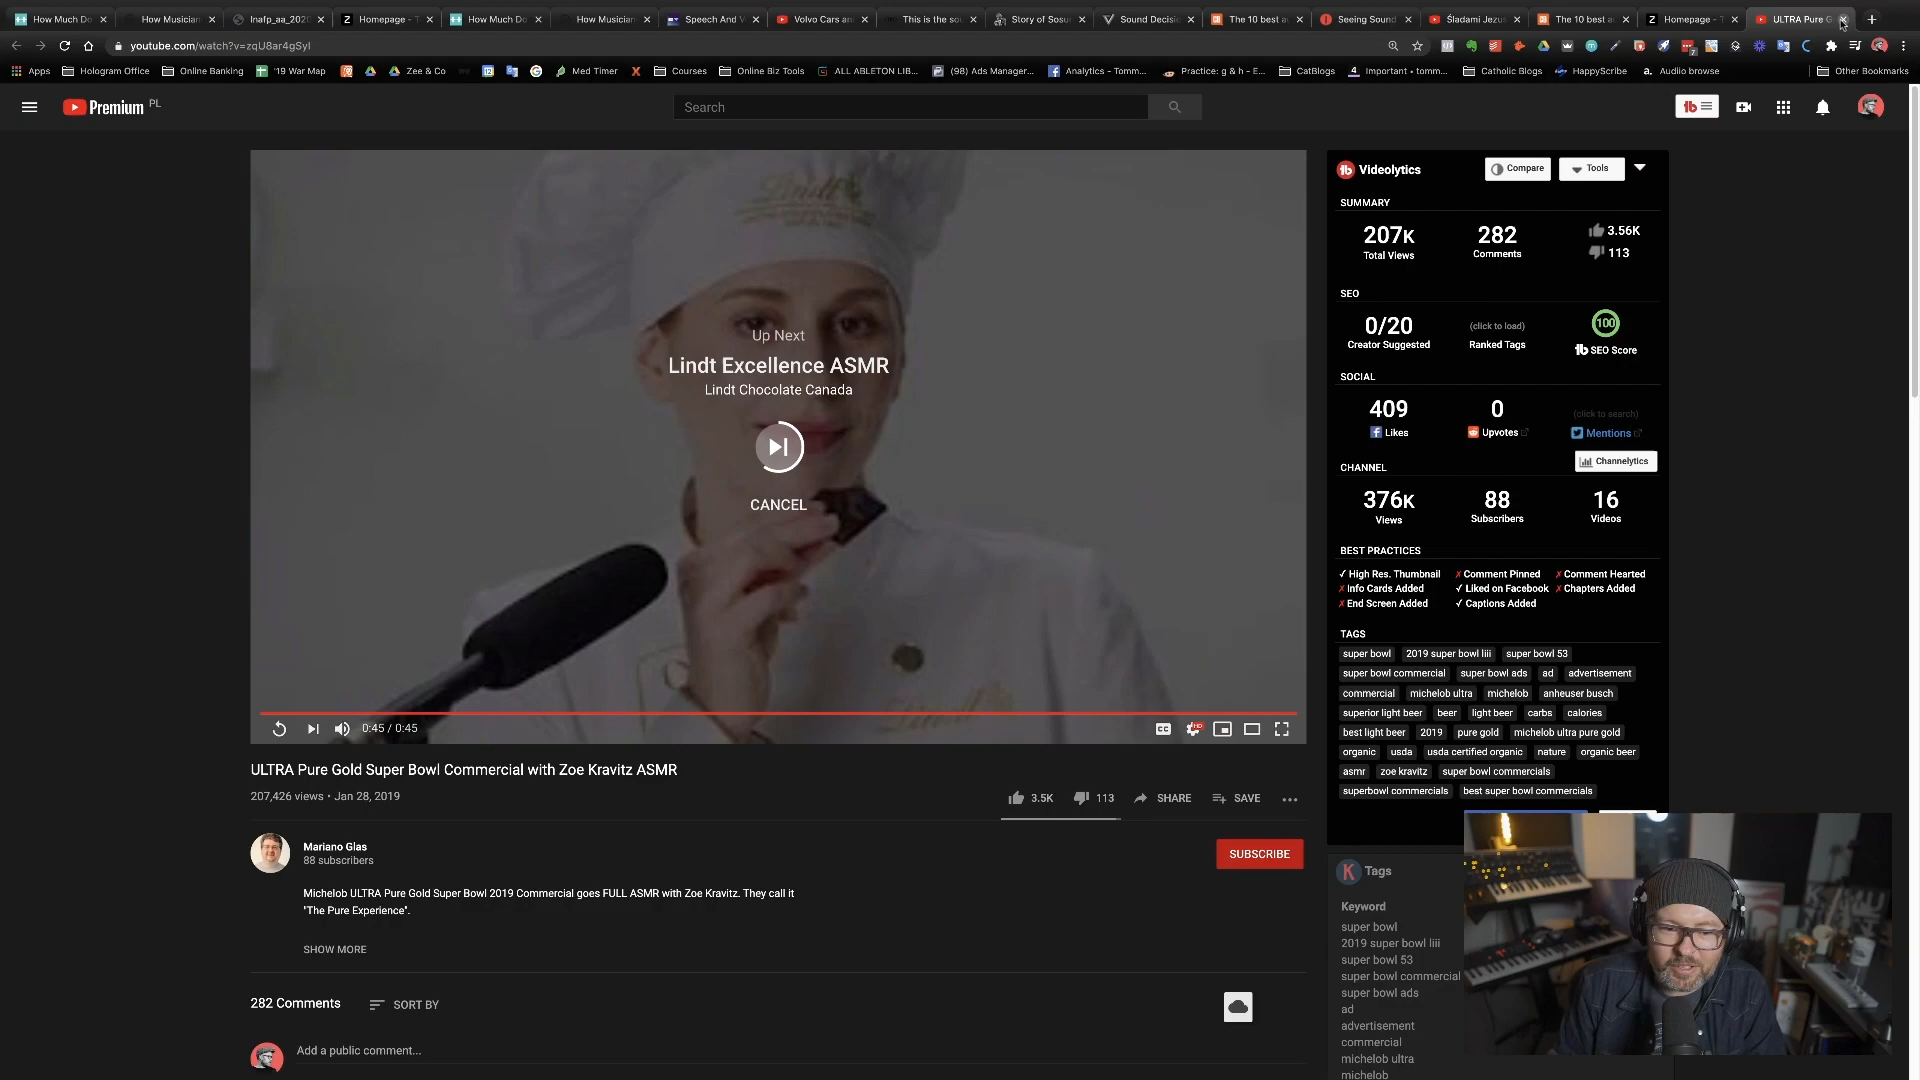 How Much Do
How Musician
lnafp_aa_202
Homepage - T
How Much Do
How Musician
Speech And V
Volvo Cars an
This is the sou
Story of Sosu
Sound Decisio
The 10 best a
Seeing Sound
Śladami Jezus
The 10 best a
Homepage - T
ULTRA Pure G
youtube.com/watch?v=zqU8ar4gSyI
Apps
Hologram Office
Online Banking
'19 War Map
Zee & Co
Med Timer
Courses
Online Biz Tools
ALL ABLETON LIB...
(98) Ads Manager...
Analytics - Tomm...
Practice: g & h - E...
CatBlogs
Important • tomm...
Catholic Blogs
HappyScribe
Audiio browse
Other Bookmarks
Premium PL
Search
Lindt
Up Next
Lindt Excellence ASMR
Lindt Chocolate Canada
CANCEL
0:45 / 0:45
CC
HD
ULTRA Pure Gold Super Bowl Commercial with Zoe Kravitz ASMR
207,426 views • Jan 28, 2019
3.5K
113
SHARE
SAVE
Mariano Glas
88 subscribers
SUBSCRIBE
Michelob ULTRA Pure Gold Super Bowl 2019 Commercial goes FULL ASMR with Zoe Kravitz. They call it
"The Pure Experience".
SHOW MORE
282 Comments
SORT BY
Add a public comment...
Videolytics
Compare
Tools
SUMMARY
207K
Total Views
282
Comments
3.56K
113
SEO
0/20
Creator Suggested
(click to load)
Ranked Tags
100
SEO Score
SOCIAL
409
Likes
0
Upvotes
(click to search)
Mentions
CHANNEL
Channelytics
376K
Views
88
Subscribers
16
Videos
BEST PRACTICES
✓ High Res. Thumbnail
✗ Comment Pinned
✗ Comment Hearted
✗ Info Cards Added
✓ Liked on Facebook
✗ Chapters Added
✗ End Screen Added
✓ Captions Added
TAGS
super bowl 2019 super bowl liii super bowl 53
super bowl commercial super bowl ads ad advertisement
commercial michelob ultra michelob anheuser busch
superior light beer beer light beer carbs calories
best light beer 2019 pure gold michelob ultra pure gold
organic usda usda certified organic nature organic beer
asmr zoe kravitz super bowl commercials
superbowl commercials best super bowl commercials
K Tags
Keyword
super bowl
2019 super bowl liii
super bowl 53
super bowl commercial
super bowl ads
ad
advertisement
commercial
michelob ultra
michelob